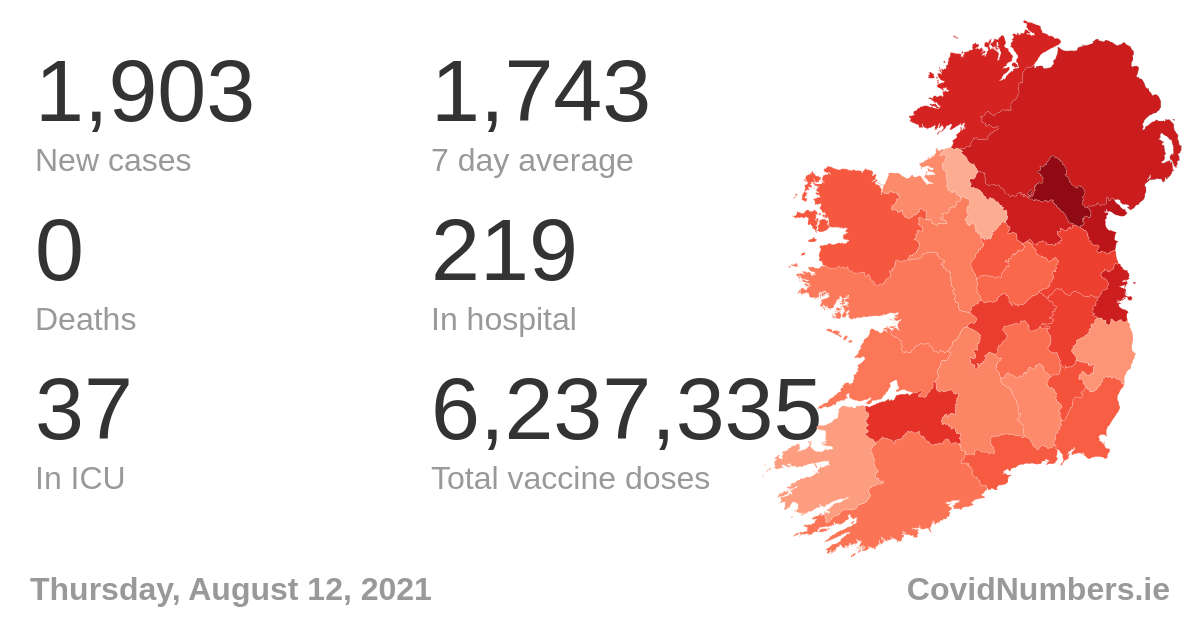 1,903
1,743
New cases
7 day average
0
219
Deaths
In hospital
37
6,237,335
In ICU
Total vaccine doses
Thursday, August 12, 2021
CovidNumbers.ie